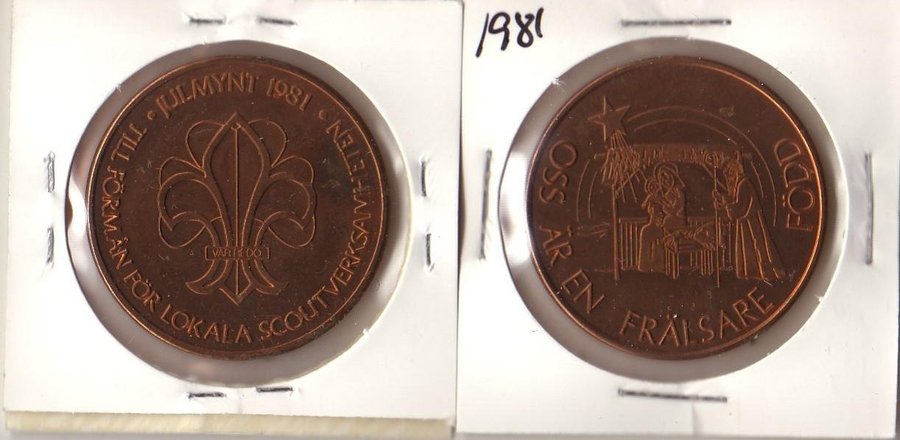 JULMYNT 1981 · TILL FÖRMÅN FÖR LOKALA SCOUTVERKSAMHETEN ·
VAR REDO
1981
OSS ÄR EN FRÄLSARE FÖDD